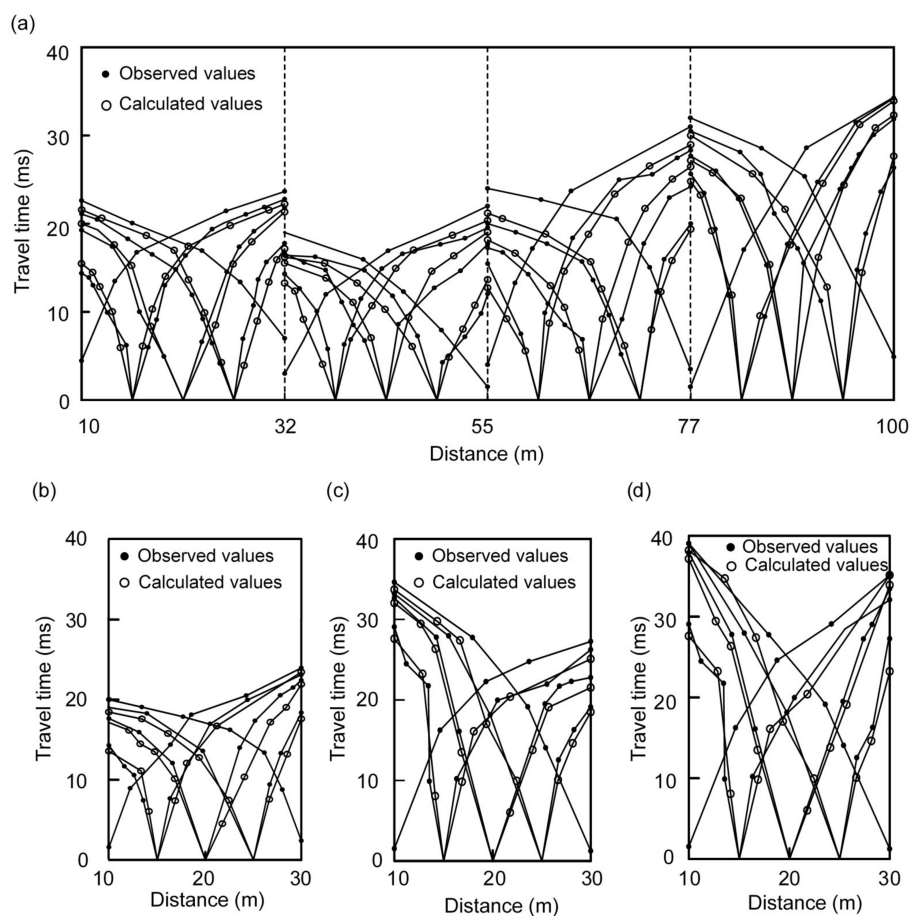 (a)
40
30
20
10
0
Travel time (ms)
Observed values
Calculated values
10 32 55 77 100
Distance (m)
(b)
40
30
20
10
0
Travel time (ms)
Observed values
Calculated values
10 20 30
Distance (m)
(c)
40
30
20
10
0
Travel time (ms)
Observed values
Calculated values
10 20 30
Distance (m)
(d)
40
30
20
10
0
Travel time (ms)
Observed values
Calculated values
10 20 30
Distance (m)